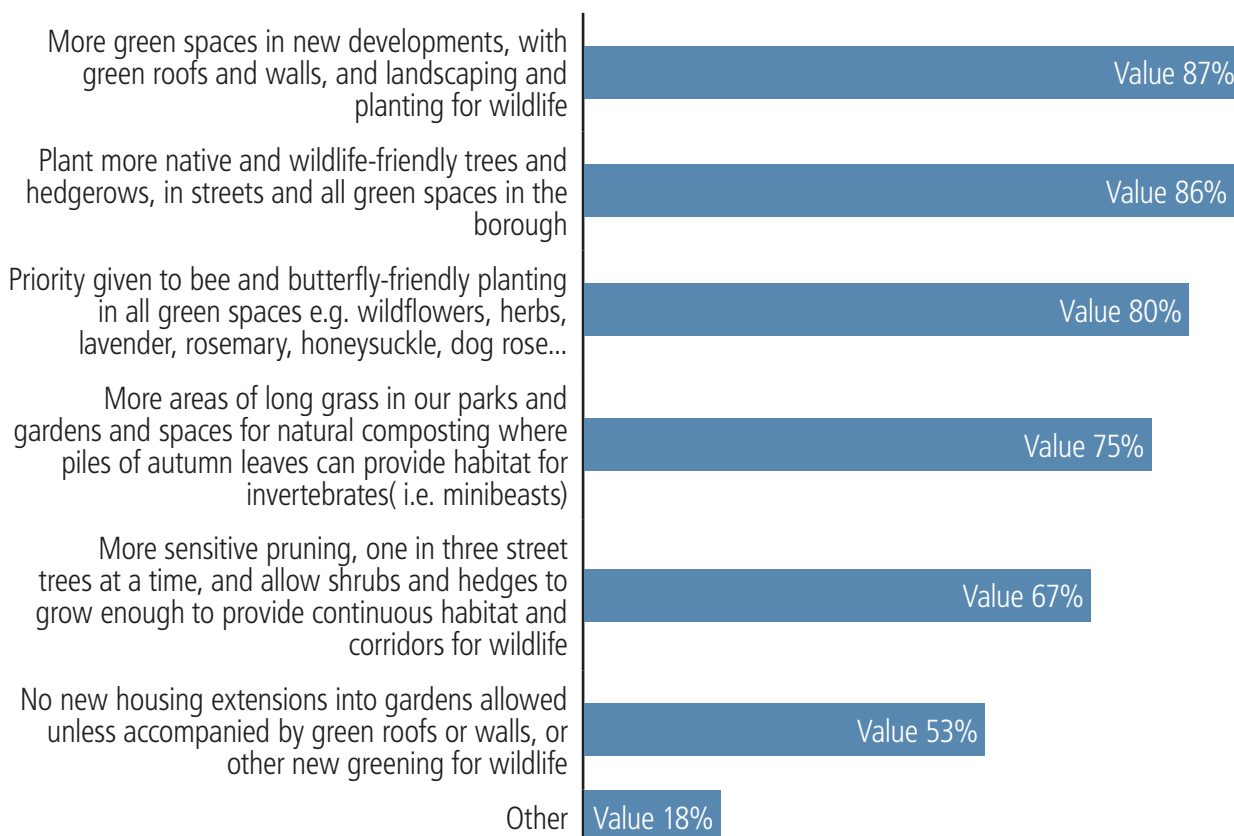 More green spaces in new developments, with
green roofs and walls, and landscaping and
planting for wildlife
Value 87%
Plant more native and wildlife-friendly trees and
hedgerows, in streets and all green spaces in the
borough
Value 86%
Priority given to bee and butterfly-friendly planting
in all green spaces e.g. wildflowers, herbs,
lavender, rosemary, honeysuckle, dog rose...
Value 80%
More areas of long grass in our parks and
gardens and spaces for natural composting where
piles of autumn leaves can provide habitat for
invertebrates( i.e. minibeasts)
Value 75%
More sensitive pruning, one in three street
trees at a time, and allow shrubs and hedges to
grow enough to provide continuous habitat and
corridors for wildlife
Value 67%
No new housing extensions into gardens allowed
unless accompanied by green roofs or walls, or
other new greening for wildlife
Value 53%
Other
Value 18%